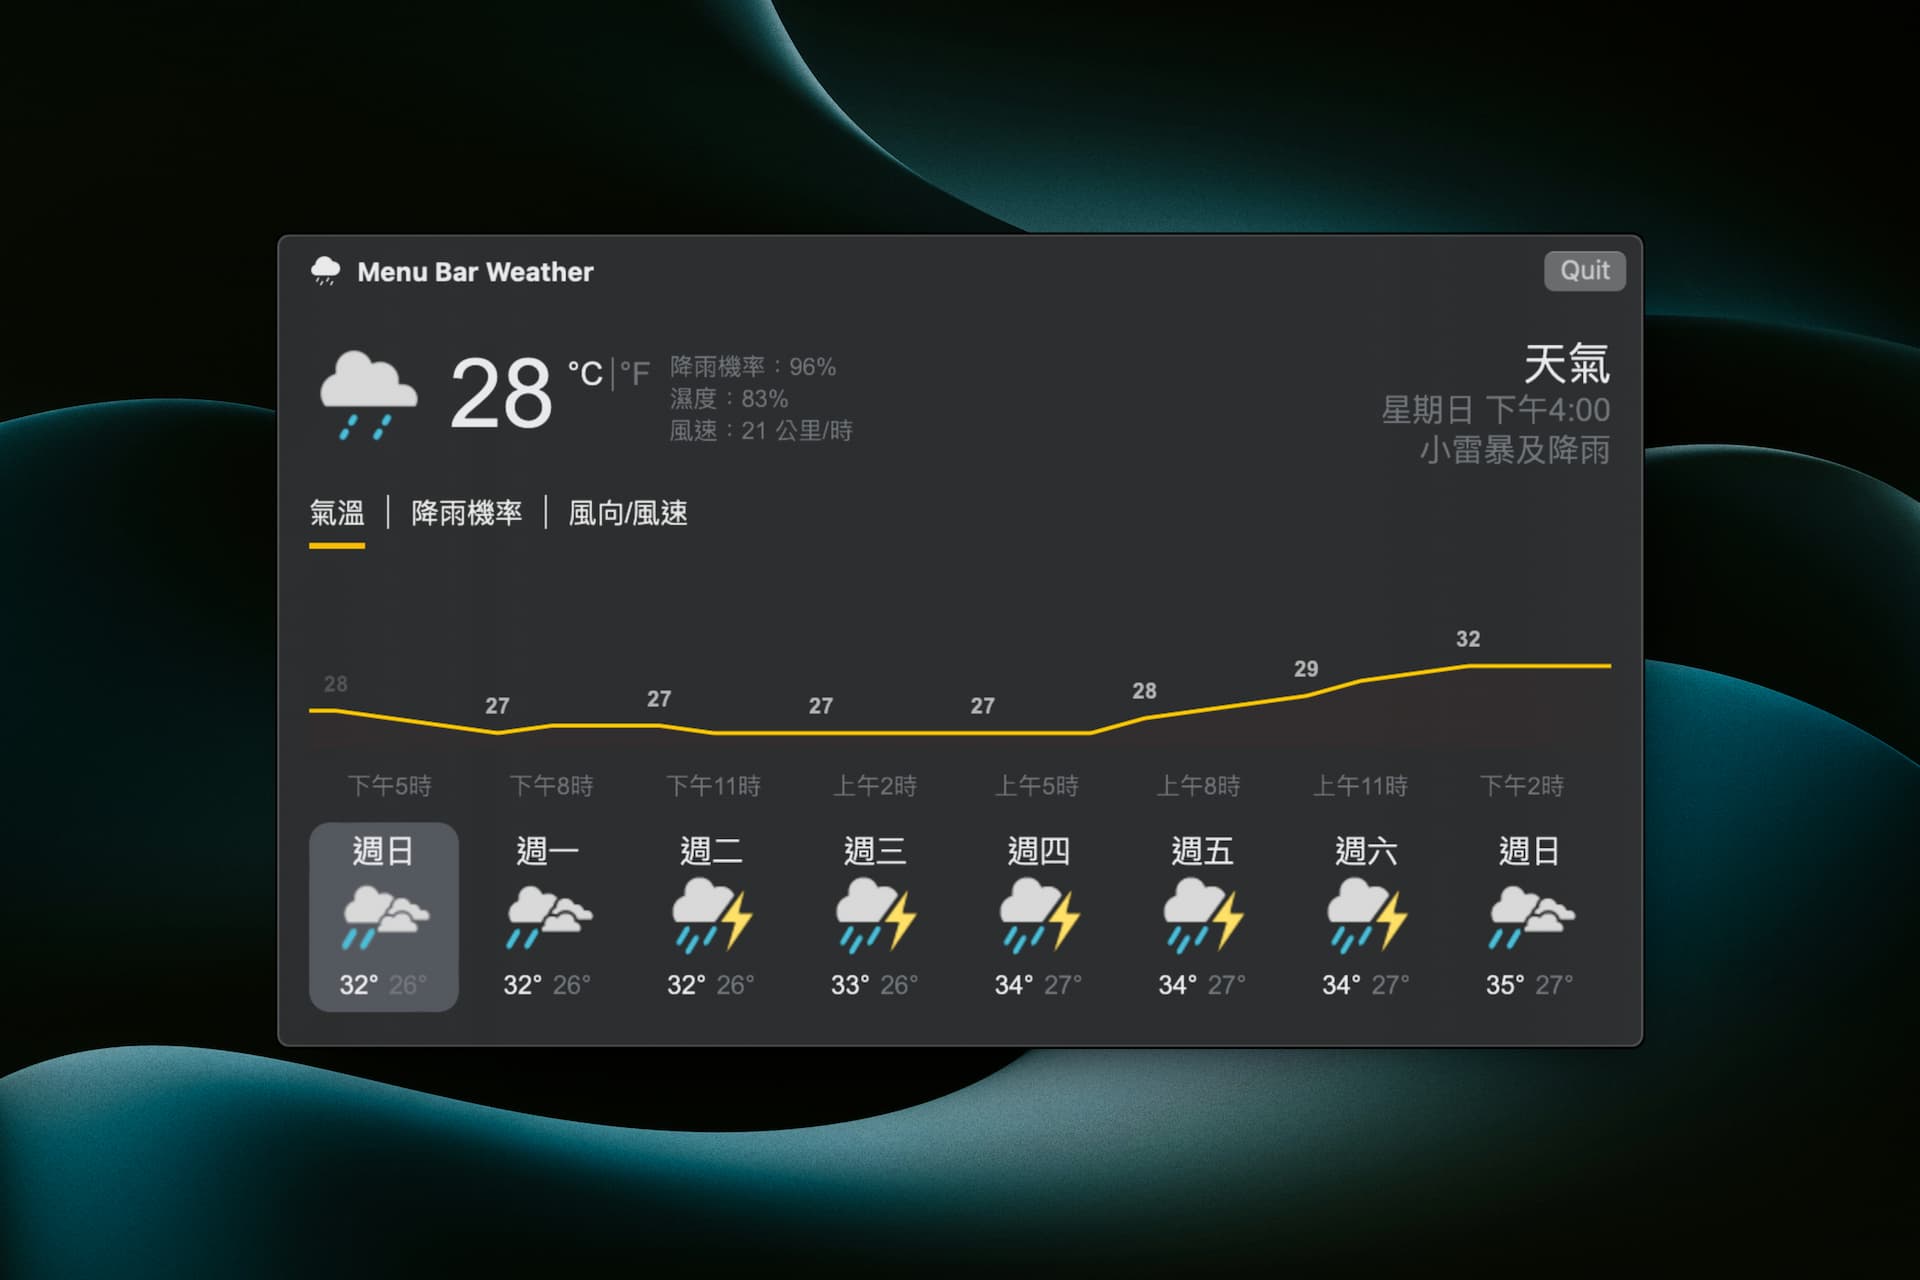 Menu Bar Weather
Quit
28 °C|°F
降雨機率：96%
濕度：83%
風速：21 公里/時
天氣
星期日 下午4:00
小雷暴及降雨
氣溫 | 降雨機率 | 風向/風速
28 27 27 27 27 28 29 32
下午5時 下午8時 下午11時 上午2時 上午5時 上午8時 上午11時 下午2時
週日 週一 週二 週三 週四 週五 週六 週日
32° 26° 32° 26° 32° 26° 33° 26° 34° 27° 34° 27° 34° 27° 35° 27°